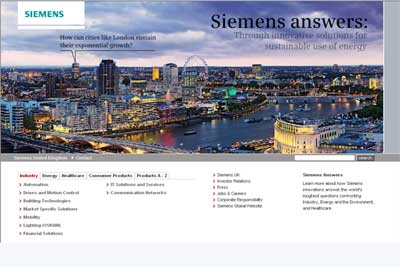 SIEMENS
Siemens answers:
Through innovative solutions for
sustainable use of energy
How can cities like London sustain
their exponential growth?
Siemens United Kingdom > Contact
search
Industry Energy Healthcare Consumer Products Products A - Z
Automation
Drives and Motion Control
Building Technologies
Market Specific Solutions
Mobility
Lighting (OSRAM)
Financial Solutions
IT Solutions and Services
Communication Networks
Siemens UK
Investor Relations
Press
Jobs & Careers
Corporate Responsibility
Siemens Global Website
Siemens Answers
Learn more about how Siemens
innovations answer the world's
toughest questions confronting
Industry, Energy and the Environment,
and Healthcare